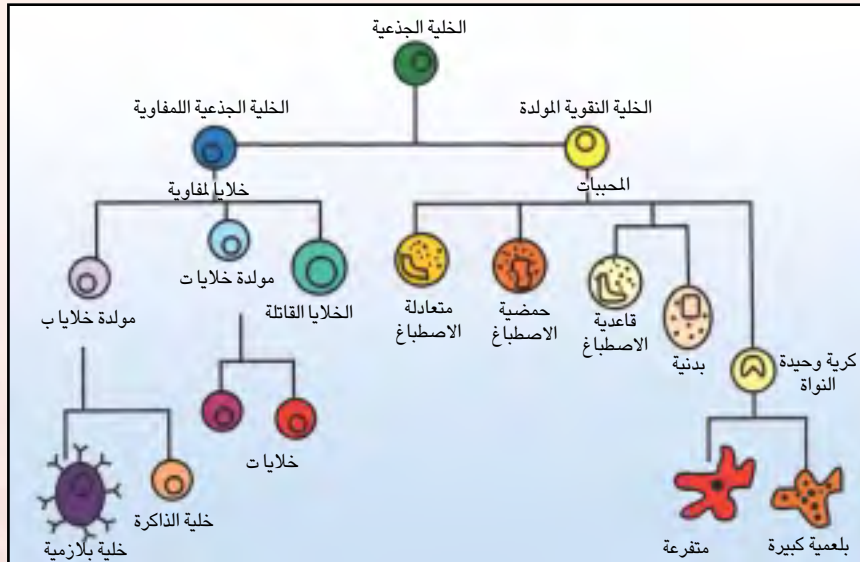 الخلية الجذعية
الخلية النقوية المولدة
الخلية الجذعية اللمفاوية
المحببات
خلايا لمفاوية
متعادلة
الاصطباغ
حمضية
الاصطباغ
قاعدية
الاصطباغ
بدنية
كرية وحيدة
النواة
الخلايا القاتلة
مولدة خلايا ت
مولدة خلايا ب
خلايا ت
خلية الذاكرة
خلية بلازمية
متفرعة
بلعمية كبيرة